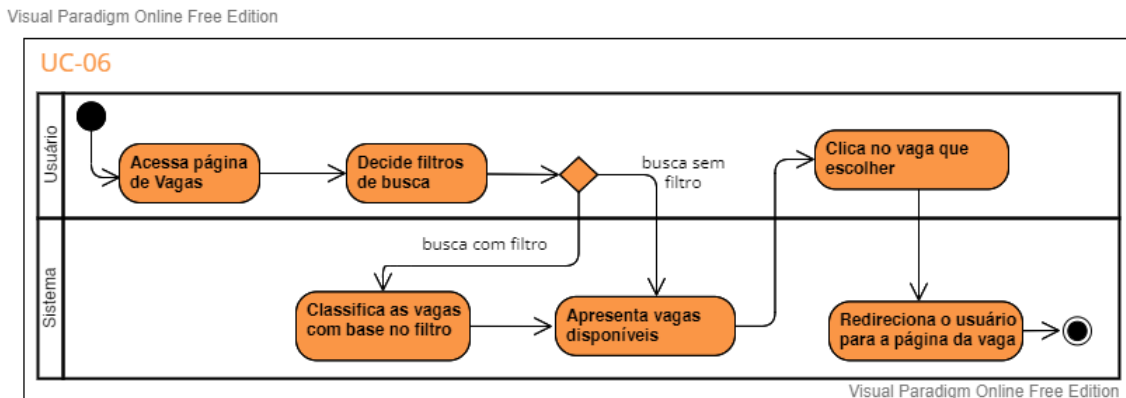 Visual Paradigm Online Free Edition
UC-06
Usuário
Acessa página
de Vagas
Decide filtros
de busca
busca sem
filtro
Clica no vaga que
escolher
Sistema
busca com filtro
Classifica as vagas
com base no filtro
Apresenta vagas
disponíveis
Redireciona o usuário
para a página da vaga
Visual Paradigm Online Free Edition